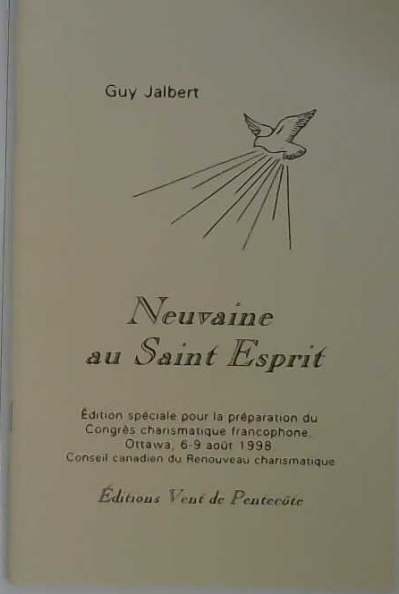 Guy Jalbert
Neuvaine
au Saint Esprit
Édition spéciale pour la préparation du
Congrès charismatique francophone.
Ottawa, 6-9 août 1998.
Conseil canadien du Renouveau charismatique
Éditions Vent de Pentecôte